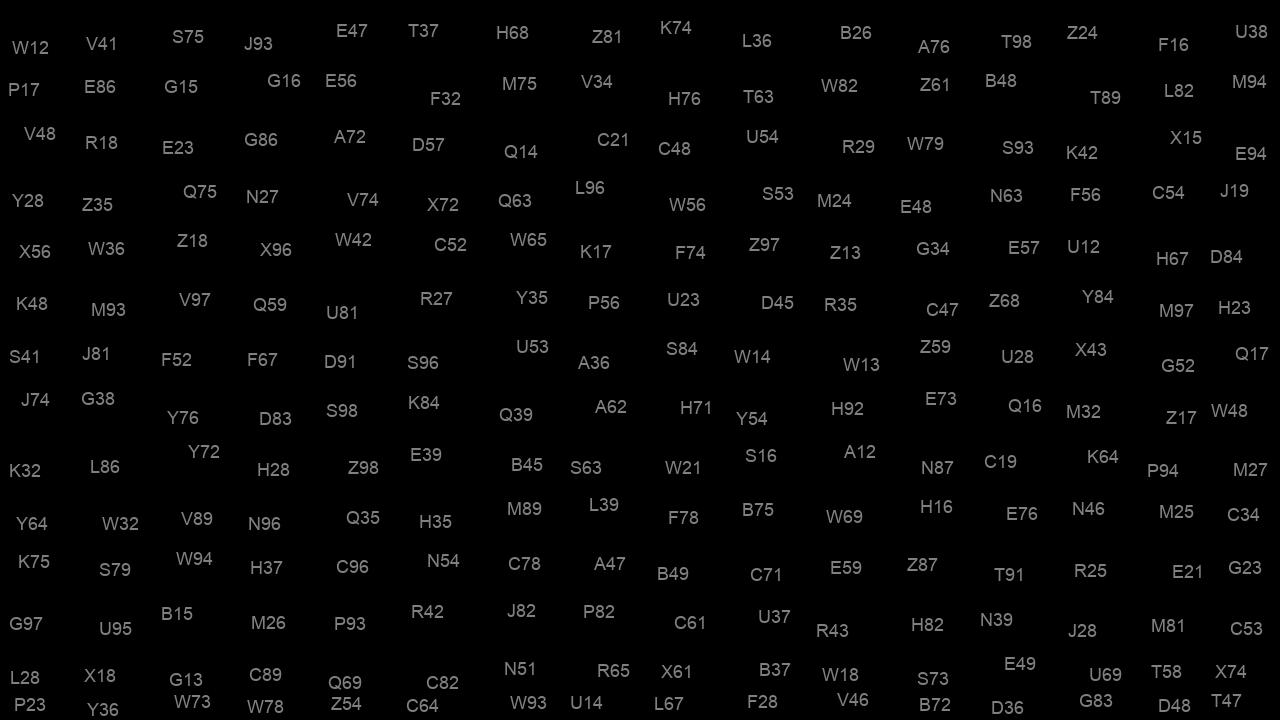 W12 V41 S75 J93 E47 T37 H68 Z81 K74 L36 B26 A76 T98 Z24 F16 U38
P17 E86 G15 G16 E56 F32 M75 V34 H76 T63 W82 Z61 B48 T89 L82 M94
V48 R18 E23 G86 A72 D57 Q14 C21 C48 U54 R29 W79 S93 K42 X15 E94
Y28 Z35 Q75 N27 V74 X72 Q63 L96 W56 S53 M24 E48 N63 F56 C54 J19
X56 W36 Z18 X96 W42 C52 W65 K17 F74 Z97 Z13 G34 E57 U12 H67 D84
K48 M93 V97 Q59 U81 R27 Y35 P56 U23 D45 R35 C47 Z68 Y84 M97 H23
S41 J81 F52 F67 D91 S96 U53 A36 S84 W14 W13 Z59 U28 X43 G52 Q17
J74 G38 Y76 D83 S98 K84 Q39 A62 H71 Y54 H92 E73 Q16 M32 Z17 W48
K32 L86 Y72 H28 Z98 E39 B45 S63 W21 S16 A12 N87 C19 K64 P94 M27
Y64 W32 V89 N96 Q35 H35 M89 L39 F78 B75 W69 H16 E76 N46 M25 C34
K75 S79 W94 H37 C96 N54 C78 A47 B49 C71 E59 Z87 T91 R25 E21 G23
G97 U95 B15 M26 P93 R42 J82 P82 C61 U37 R43 H82 N39 J28 M81 C53
L28 X18 G13 C89 Q69 C82 N51 R65 X61 B37 W18 S73 E49 U69 T58 X74
P23 Y36 W73 W78 Z54 C64 W93 U14 L67 F28 V46 B72 D36 G83 D48 T47